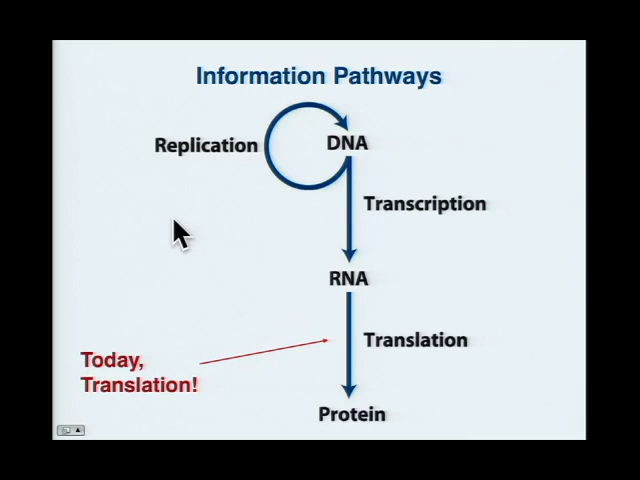 Information Pathways
Replication
DNA
Transcription
RNA
Translation
Today,
Translation!
Protein